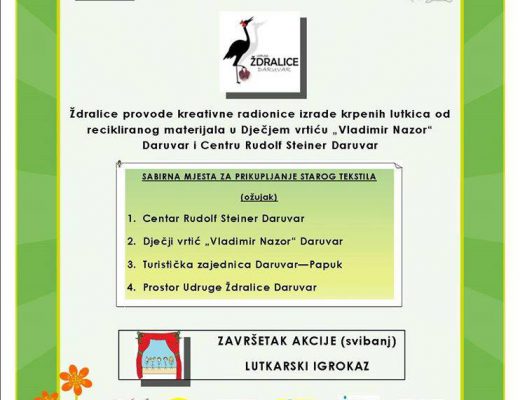 ŽDRALICE
DARUVAR
Ždralice provode kreativne radionice izrade krpenih lutkica od
recikliranog materijala u Dječjem vrtiću „Vladimir Nazor“
Daruvar i Centru Rudolf Steiner Daruvar
SABIRNA MJESTA ZA PRIKUPLJANJE STAROG TEKSTILA
(ožujak)
1. Centar Rudolf Steiner Daruvar
2. Dječji vrtić „Vladimir Nazor“ Daruvar
3. Turistička zajednica Daruvar—Papuk
4. Prostor Udruge Ždralice Daruvar
ZAVRŠETAK AKCIJE (svibanj)
LUTKARSKI IGROKAZ